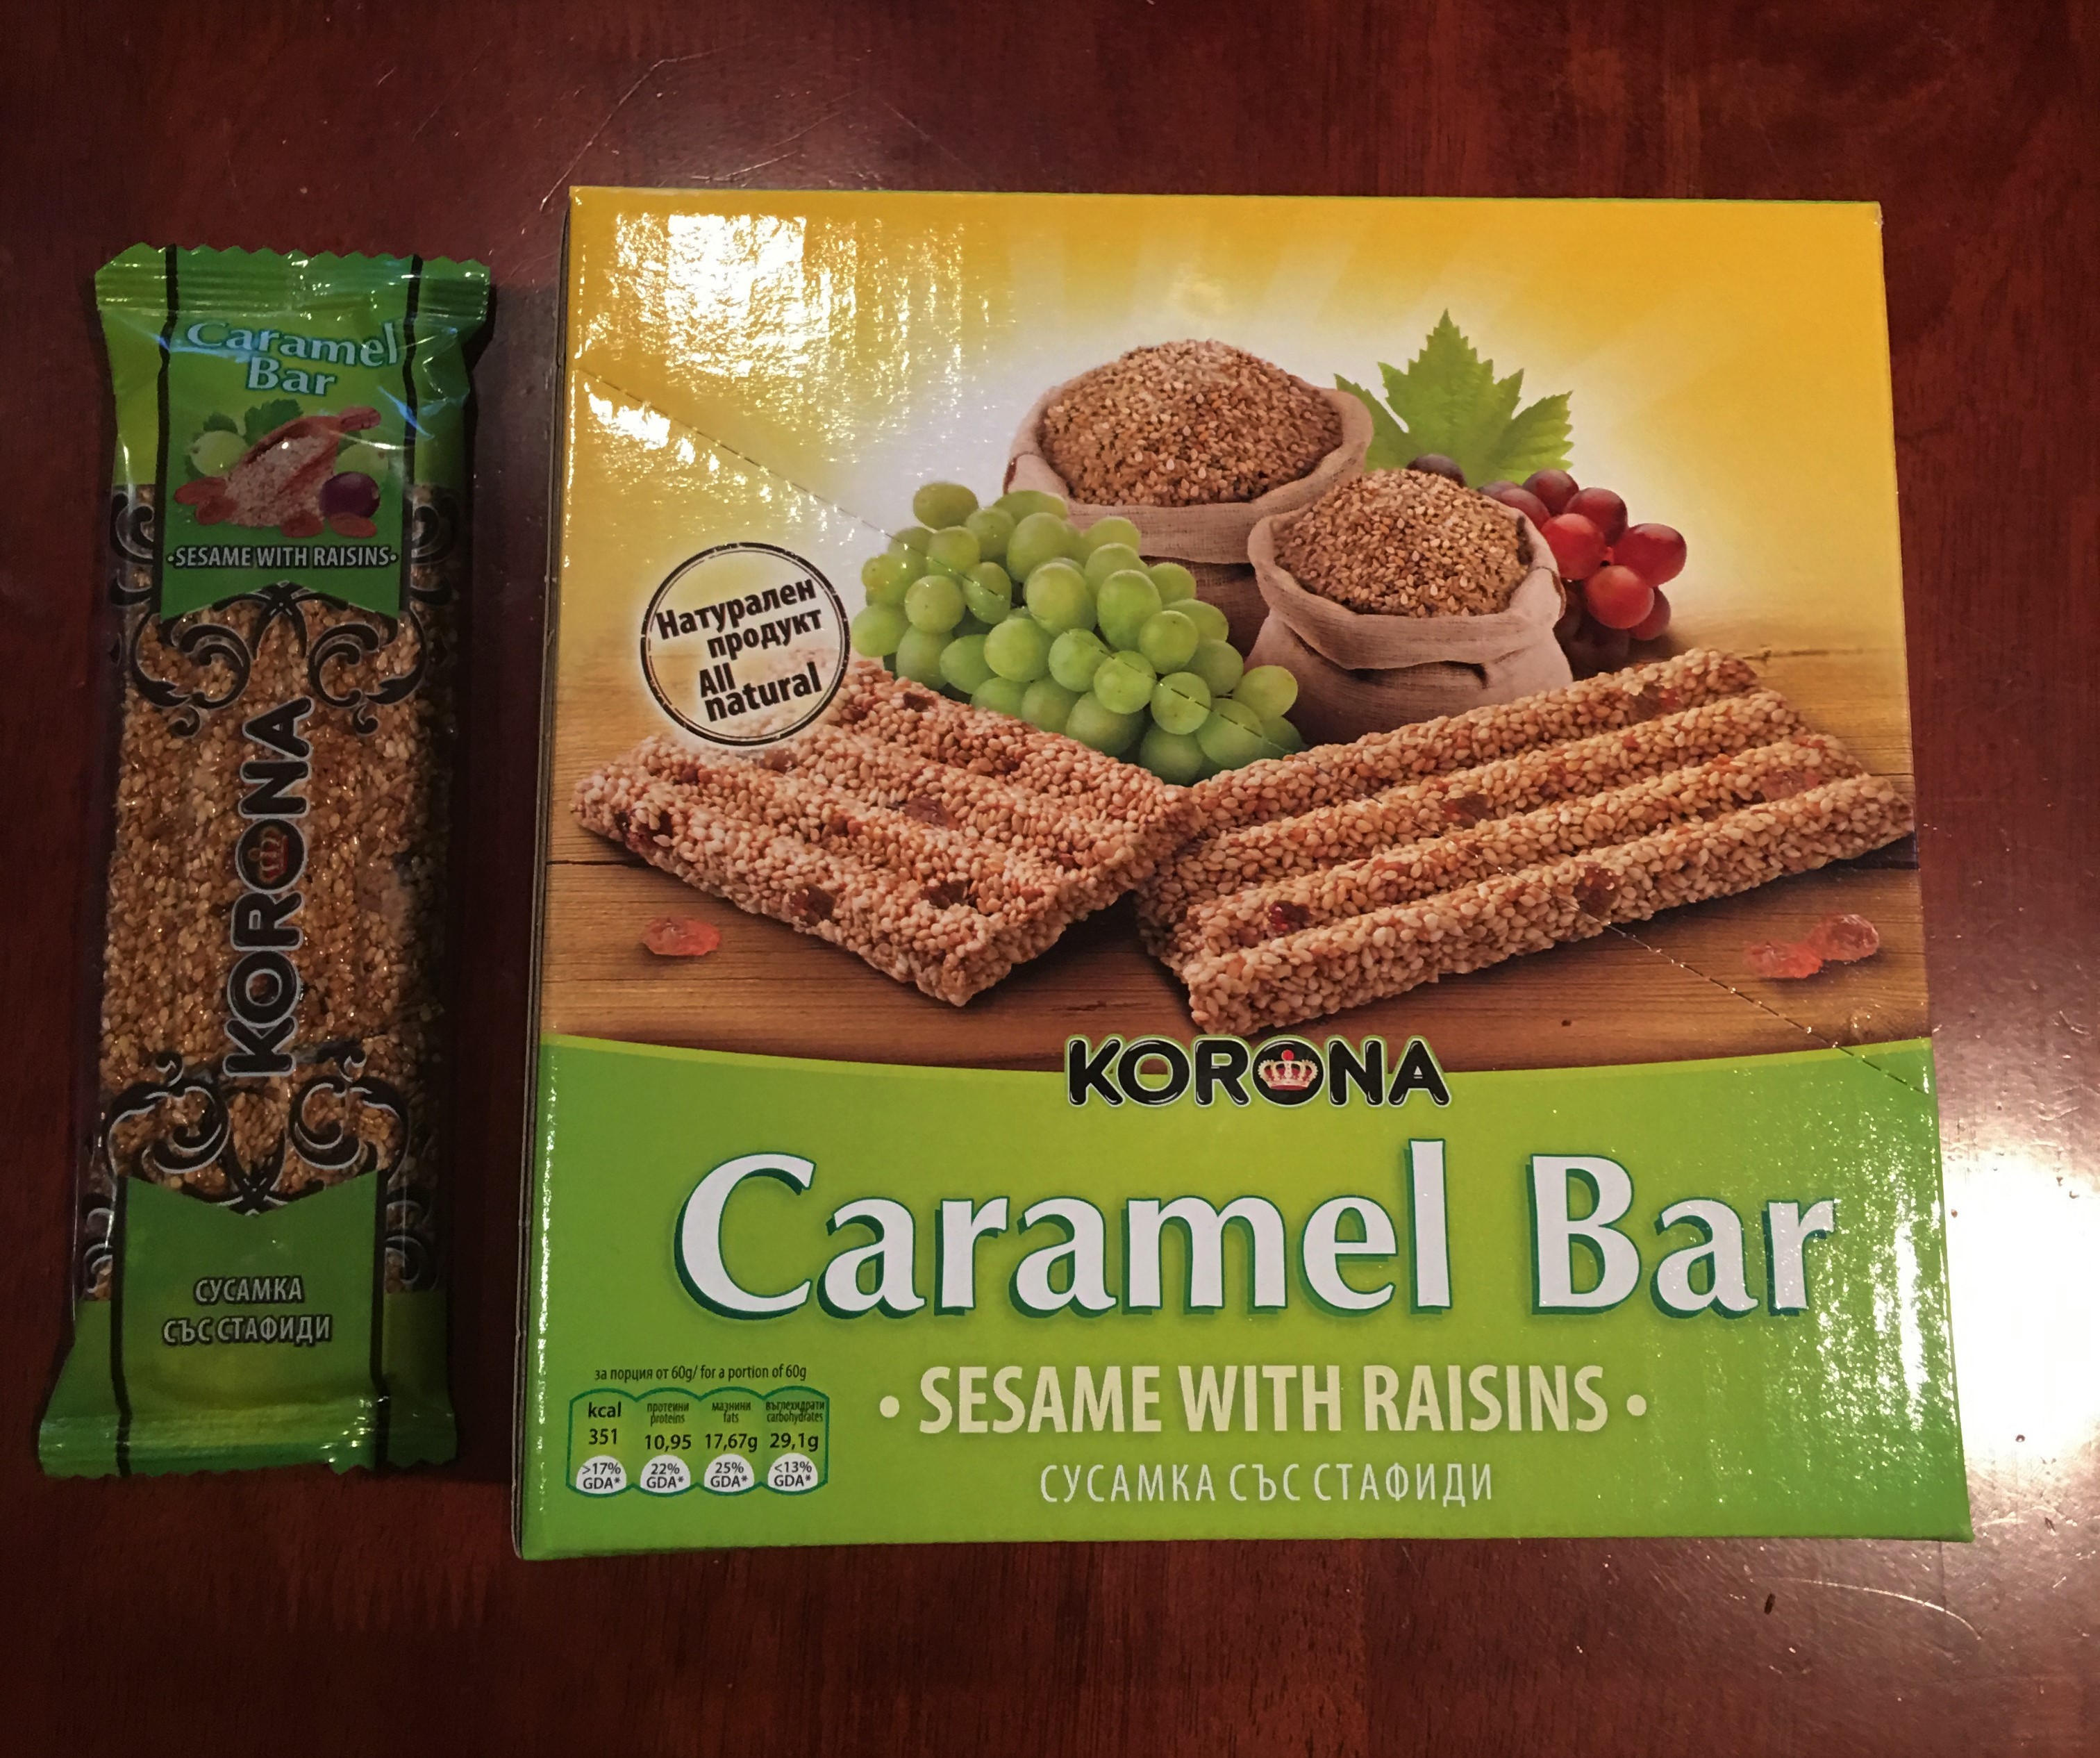 Caramel
Bar
•SESAME WITH RAISINS•
KORONA
СУСАМКА
СЪС СТАФИДИ
Натурален
продукт
All
natural
KORONA
Caramel Bar
• SESAME WITH RAISINS •
СУСАМКА СЪС СТАФИДИ
за порция от 60g/ for a portion of 60g
kcal
351
>17%
GDA*
протеини
proteins
10,95
22%
GDA*
мазнини
fats
17,67g
25%
GDA*
въглехидрати
carbohydrates
29,1g
<13%
GDA*